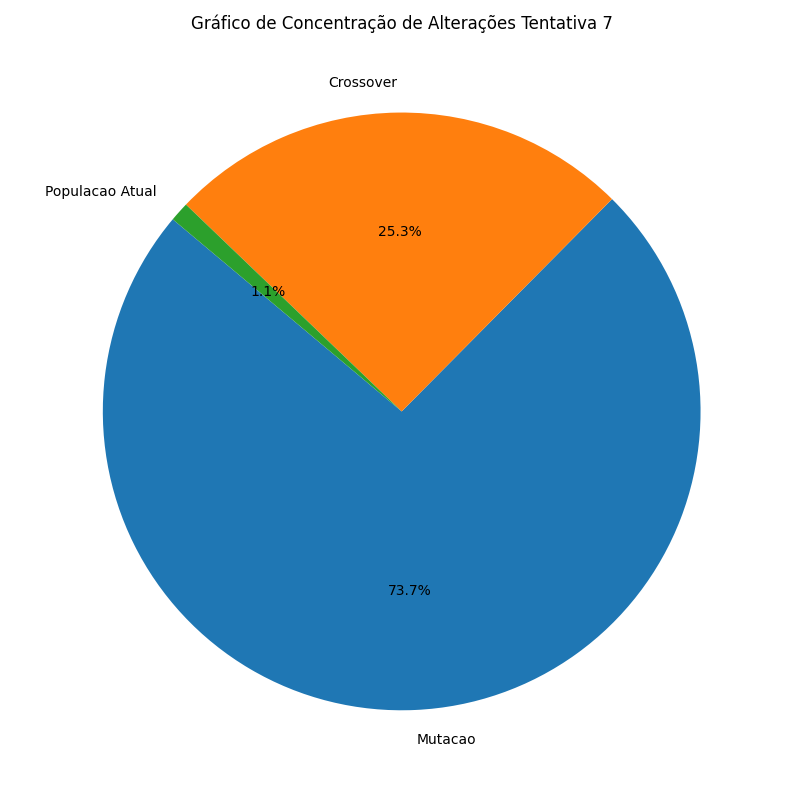 Gráfico de Concentração de Alterações Tentativa 7
Crossover
Populacao Atual
25.3%
1.1%
73.7%
Mutacao